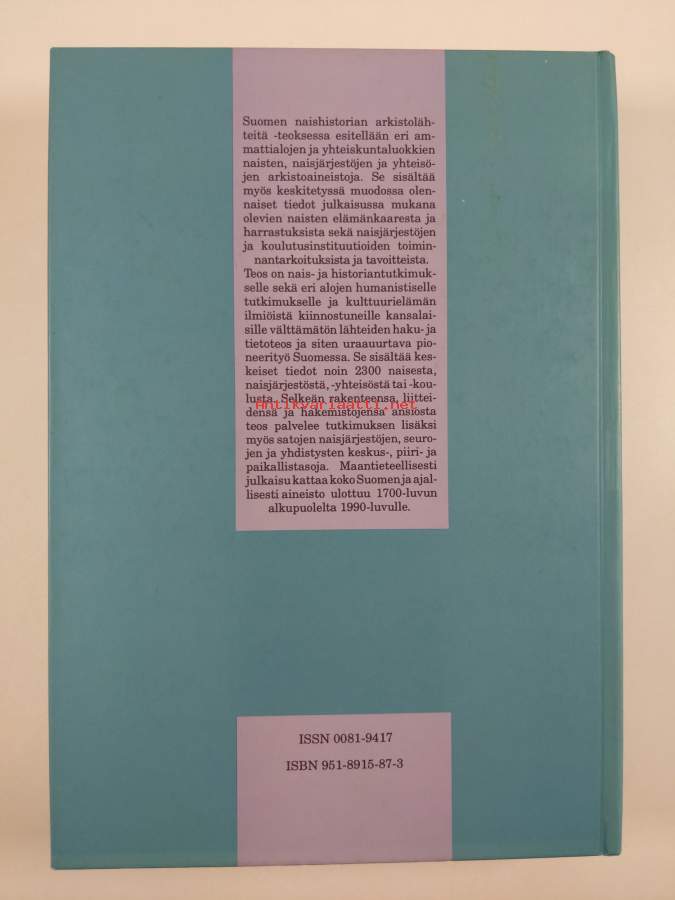 Suomen naishistorian arkistoläh-
teitä -teoksessa esitellään eri am-
mattialojen ja yhteiskuntaluokkien
naisten, naisjärjestöjen ja yhteisö-
jen arkistoaineistoja. Se sisältää
myös keskitetyssä muodossa olen-
naiset tiedot julkaisussa mukana
olevien naisten elämänkaaresta ja
harrastuksista sekä naisjärjestöjen
ja koulutusinstituutioiden toimin-
nantarkoituksista ja tavoitteista.
Teos on nais- ja historiantutkimuk-
selle sekä eri alojen humanistiselle
tutkimukselle ja kulttuurielämän
ilmiöistä kiinnostuneille kansalai-
sille välttämätön lähteiden haku- ja
tietoteos ja siten uraauurtava pio-
neerityö Suomessa. Se sisältää kes-
keiset tiedot noin 2300 naisesta,
naisjärjestöstä, -yhteisöstä tai -kou-
lusta. Selkeän rakenteensa, liittei-
Antikvariaatti.net
densä ja hakemistojensa ansiosta
teos palvelee tutkimuksen lisäksi
myös satojen naisjärjestöjen, seuro-
jen ja yhdistysten keskus-, piiri- ja
paikallistasoja. Maantieteellisesti
julkaisu kattaa koko Suomen ja ajal-
lisesti aineisto ulottuu 1700-luvun
alkupuolelta 1990-luvulle.
ISSN 0081-9417
ISBN 951-8915-87-3